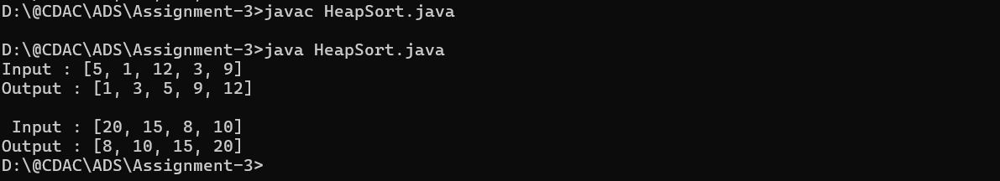 D:\@CDAC\ADS\Assignment-3>javac HeapSort.java
D:\@CDAC\ADS\Assignment-3>java HeapSort.java
Input : [5, 1, 12, 3, 9]
Output : [1, 3, 5, 9, 12]
Input : [20, 15, 8, 10]
Output : [8, 10, 15, 20]
D:\@CDAC\ADS\Assignment-3>